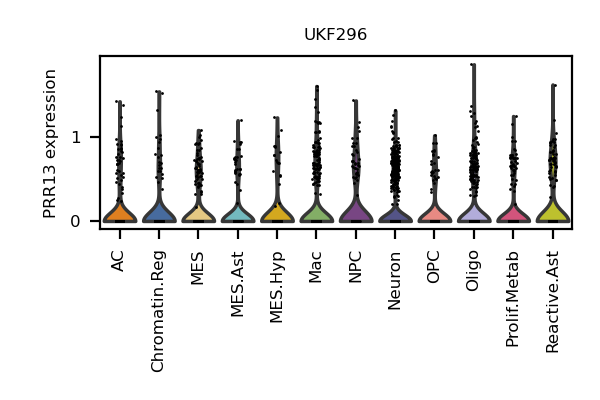 UKF296
PRR13 expression
1
0
AC
Chromatin.Reg
MES
MES.Ast
MES.Hyp
Mac
NPC
Neuron
OPC
Oligo
Prolif.Metab
Reactive.Ast